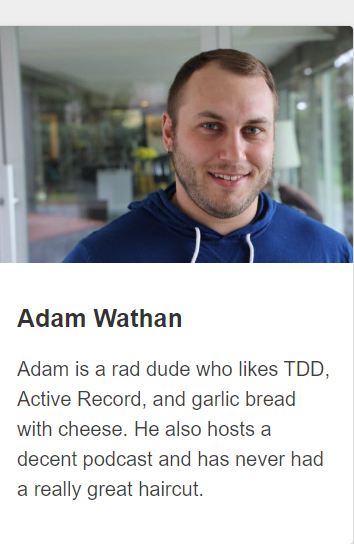 Adam Wathan
Adam is a rad dude who likes TDD,
Active Record, and garlic bread
with cheese. He also hosts a
decent podcast and has never had
a really great haircut.